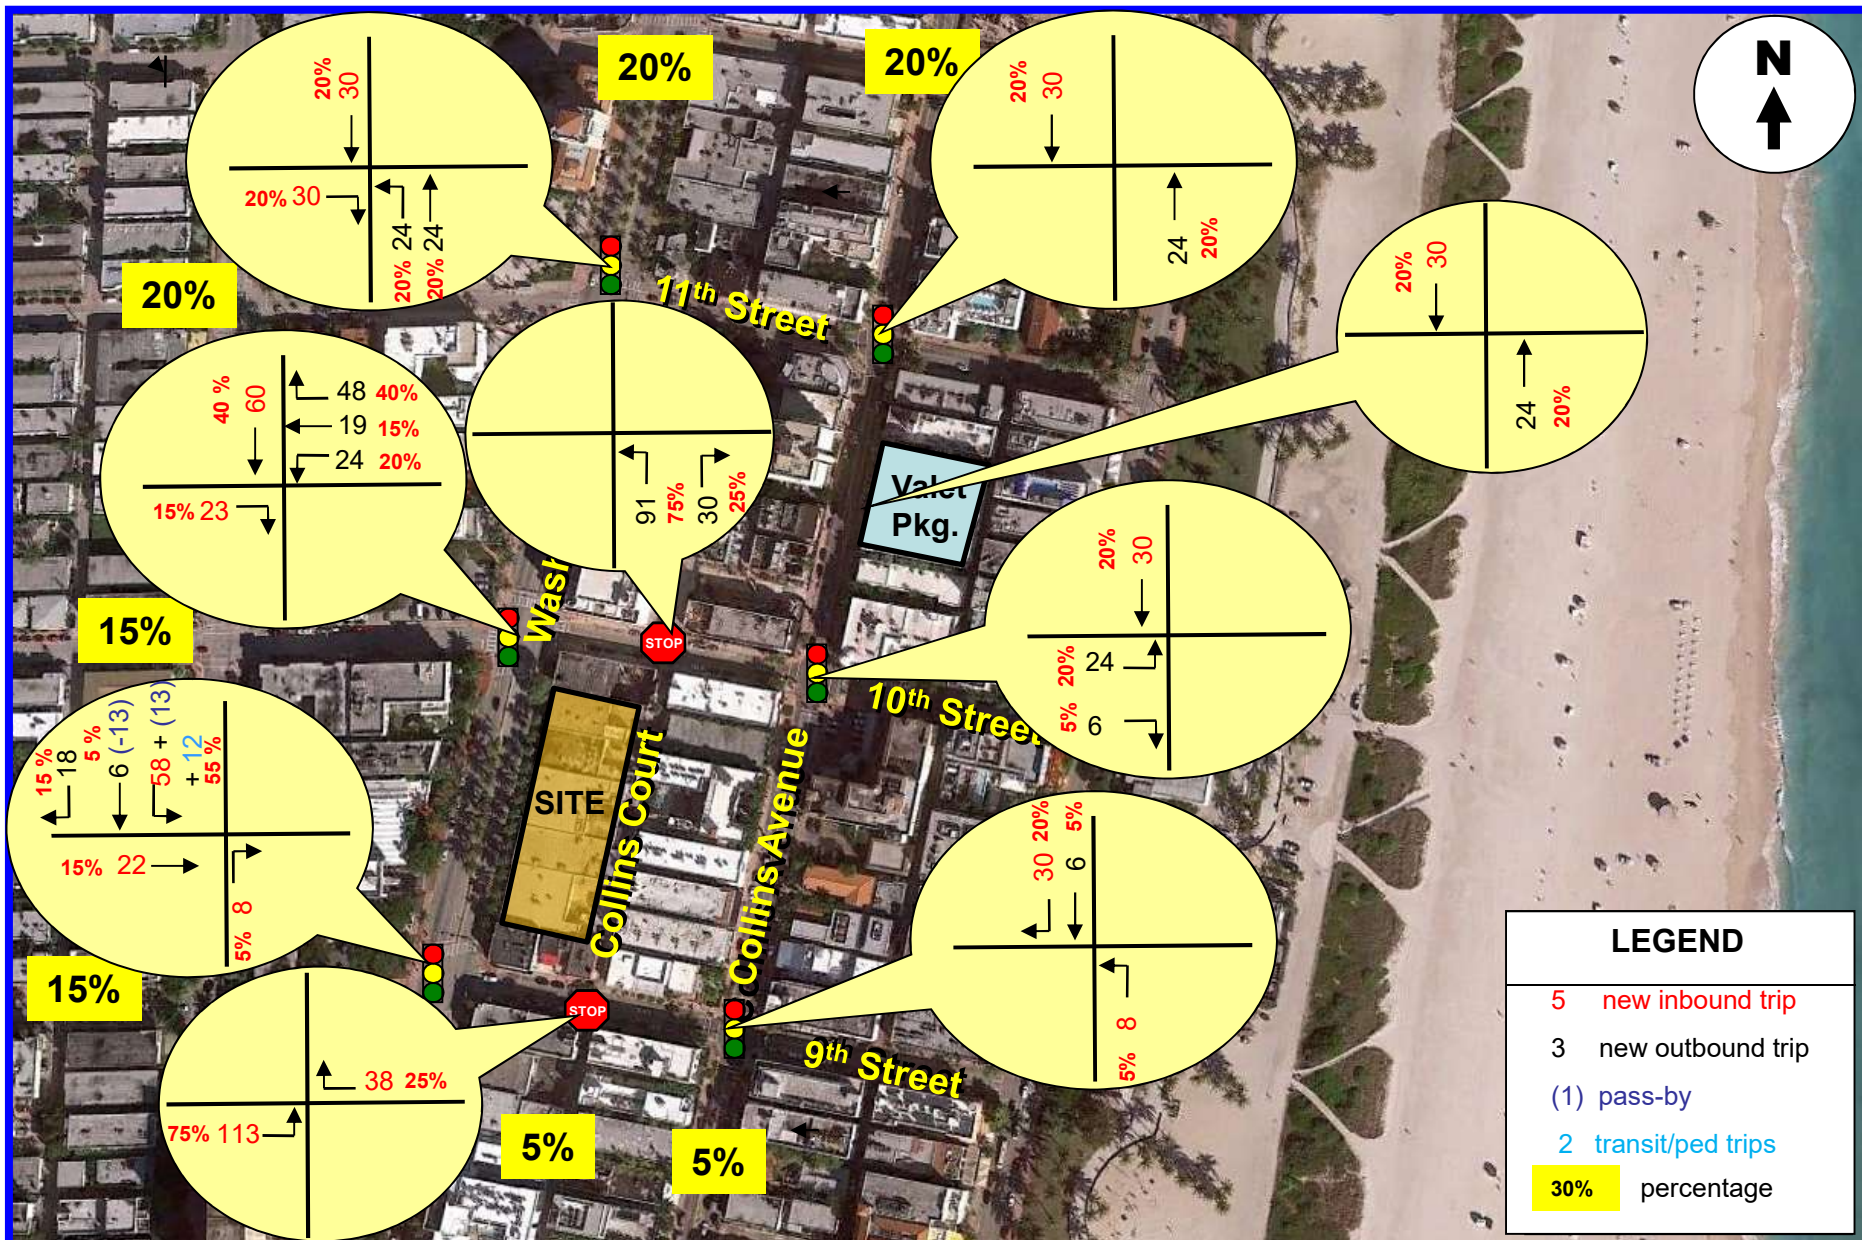 20%
20%
N
20%
30
20% 30
20% 24
20% 24
20%
30
24
20%
20%
11th Street
20%
30
24
20%
40 %
60
48 40%
19 15%
24 20%
15% 23
91
75%
30
25%
Valet
Pkg.
Wash
STOP
20%
30
20% 24
5% 6
15%
10th Street
15 %
18
5 %
6 (-13)
58 + (13)
+ 12
55 %
15% 22
5% 8
SITE
Collins Court
Collins Avenue
30 20%
6 5%
5% 8
15%
STOP
9th Street
38 25%
75% 113
5%
5%
LEGEND
5 new inbound trip
3 new outbound trip
(1) pass-by
2 transit/ped trips
30% percentage